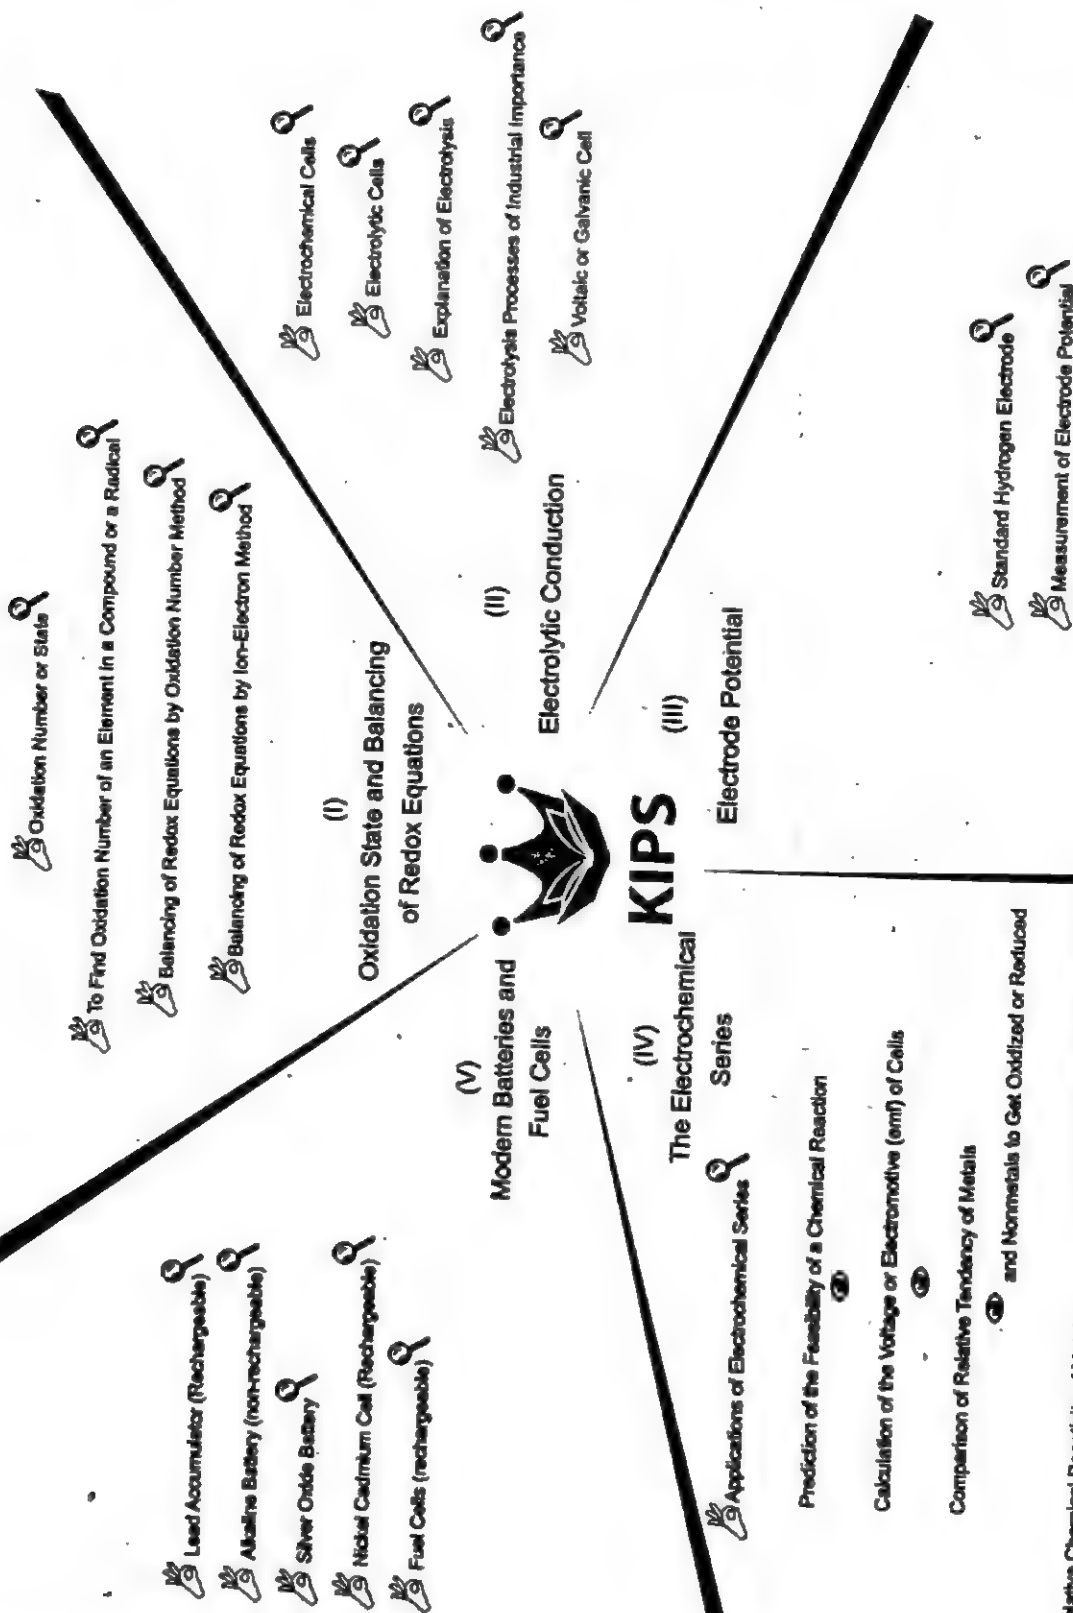 Oxidation Number or State
To Find Oxidation Number of an Element in a Compound or a Radical
Balancing of Redox Equations by Oxidation Number Method
Balancing of Redox Equations by Ion-Electron Method
(I)
Oxidation State and Balancing
of Redox Equations
(II)
Electrolytic Conduction
Electrochemical Cells
Electrolytic Cells
Explanation of Electrolysis
Electrolysis Processes of Industrial Importance
Voltaic or Galvanic Cell
(III)
Electrode Potential
Standard Hydrogen Electrode
Measurement of Electrode Potential
KIPS
(IV)
The Electrochemical
Series
Applications of Electrochemical Series
Prediction of the Feasibility of a Chemical Reaction
Calculation of the Voltage or Electromotive (emf) of Cells
Comparison of Relative Tendency of Metals
and Nonmetals to Get Oxidized or Reduced
Chemical
(V)
Modern Batteries and
Fuel Cells
Lead Accumulator (Rechargeable)
Alkaline Battery (non-rechargeable)
Silver Oxide Battery
Nickel Cadmium Cell (Rechargeable)
Fuel Cells (rechargeable)